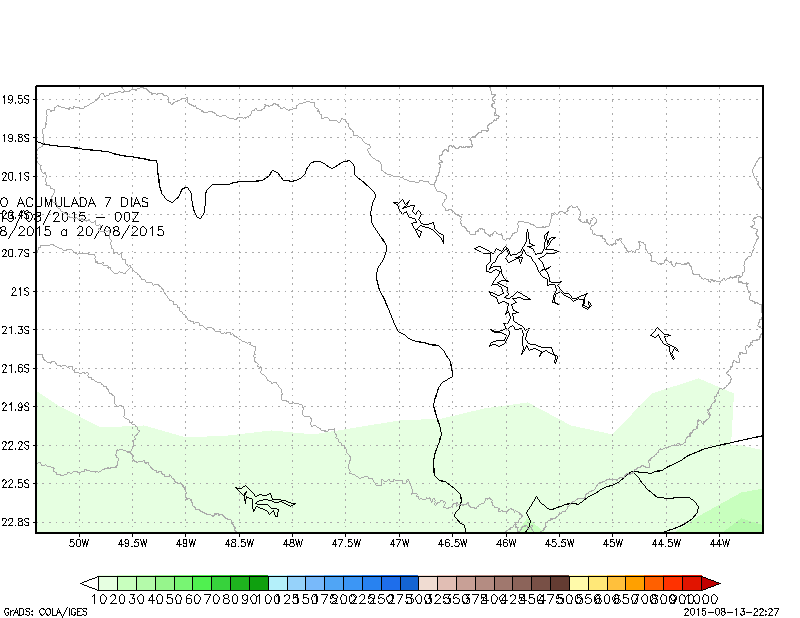 19.5S
19.8S
20.1S
O ACUMULADA 7 DIAS
20.4S
13/08/2015 – 00Z
8/2015 a 20/08/2015
20.7S
21S
21.3S
21.6S
21.9S
22.2S
22.5S
22.8S
50W 49.5W 49W 48.5W 48W 47.5W 47W 46.5W 46W 45.5W 45W 44.5W 44W
10 20 30 40 50 60 70 80 90 100 125 150 175 200 225 250 275 300 325 350 375 400 425 450 475 500 550 600 650 700 800 900 1000
GrADS: COLA/IGES
2015-08-13-22:27